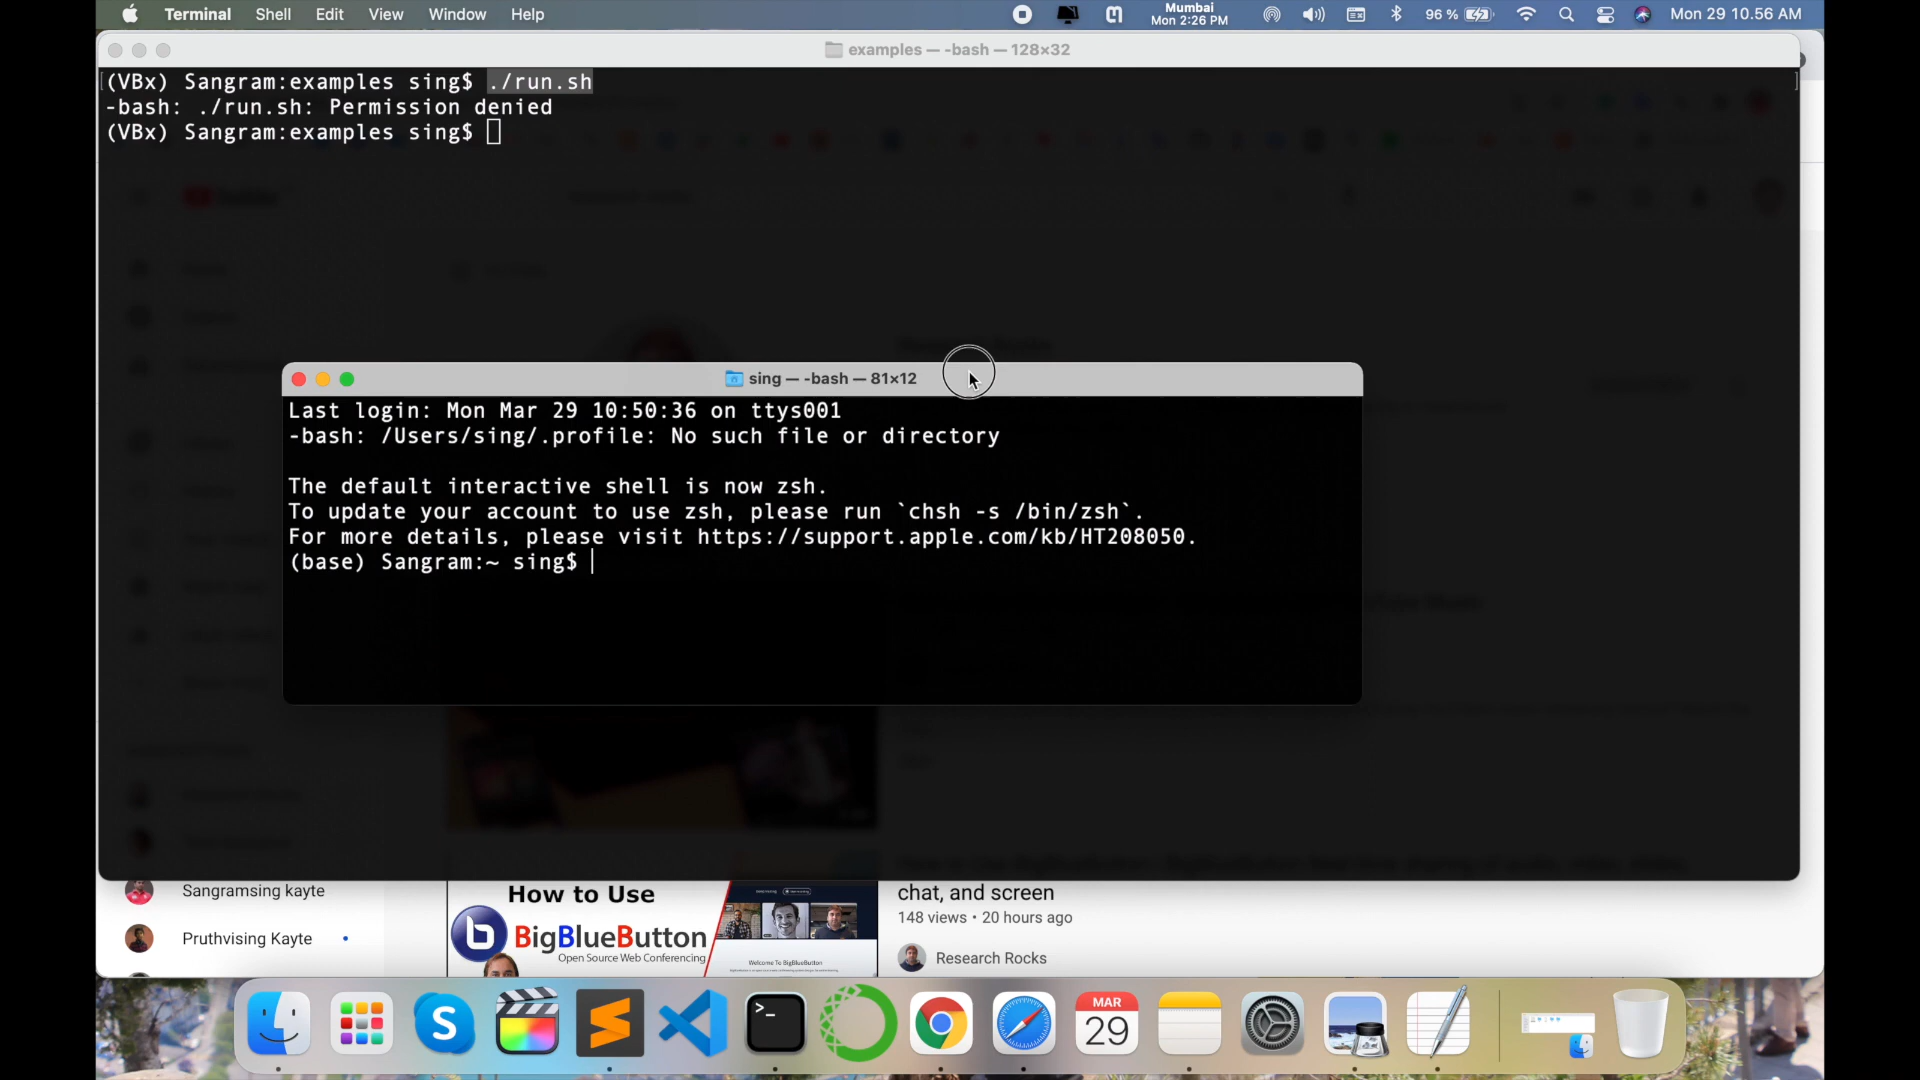 Terminal Shell Edit View Window Help
Mumbai
Mon 2:26 PM
96 %
Mon 29 10.56 AM
examples — -bash — 128×32
(VBx) Sangram:examples sing$ ./run.sh
-bash: ./run.sh: Permission denied
(VBx) Sangram:examples sing$
sing — -bash — 81×12
Last login: Mon Mar 29 10:50:36 on ttys001
-bash: /Users/sing/.profile: No such file or directory
The default interactive shell is now zsh.
To update your account to use zsh, please run `chsh -s /bin/zsh`.
For more details, please visit https://support.apple.com/kb/HT208050.
(base) Sangram:~ sing$
Sangramsing kayte
Pruthvising Kayte
How to Use
BigBlueButton
Open Source Web Conferencing
Welcome To BigBlueButton
chat, and screen
148 views • 20 hours ago
Research Rocks
MAR
29